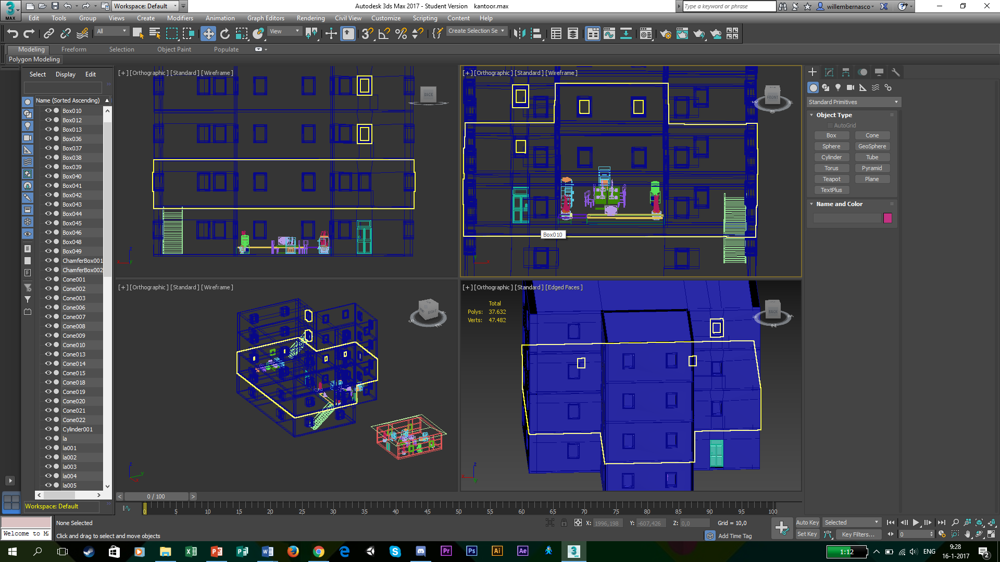 Workspace: Default
Autodesk 3ds Max 2017 - Student Version    kantoor.max
Type a keyword or phrase
willembernasco
MAX
Edit Tools Group Views Create Modifiers Animation Graph Editors Rendering Civil View Customize Scripting Content Help
All
View
Create Selection Se
Modeling Freeform Selection Object Paint Populate
Polygon Modeling
Select Display Edit
Name (Sorted Ascending)
Box010
Box012
Box013
Box036
Box037
Box038
Box039
Box040
Box041
Box042
Box043
Box044
Box045
Box046
Box048
Box049
ChamferBox001
ChamferBox002
Cone001
Cone002
Cone003
Cone006
Cone007
Cone008
Cone009
Cone010
Cone013
Cone014
Cone015
Cone018
Cone019
Cone020
Cone021
Cone022
Cylinder001
la
la001
la002
la003
la004
la005
Workspace: Default
[+] [Orthographic] [Standard] [Wireframe]
BACK
[+] [Orthographic] [Standard] [Wireframe]
FRONT
Box010
[+] [Orthographic] [Standard] [Wireframe]
RIGHT
[+] [Orthographic] [Standard] [Edged Faces]
Total
Polys: 37.632
Verts: 47.482
BACK
Standard Primitives
Object Type
AutoGrid
Box Cone
Sphere GeoSphere
Cylinder Tube
Torus Pyramid
Teapot Plane
TextPlus
Name and Color
0 / 100
0 5 10 15 20 25 30 35 40 45 50 55 60 65 70 75 80 85 90 95 100
Welcome to M
None Selected
Click and drag to select and move objects
X: 1996,198 Y: -607,426 Z: 0,0 Grid = 10,0
Add Time Tag
Auto Key Selected
Set Key Key Filters...
0
1:12
ENG
9:28
16-1-2017
2